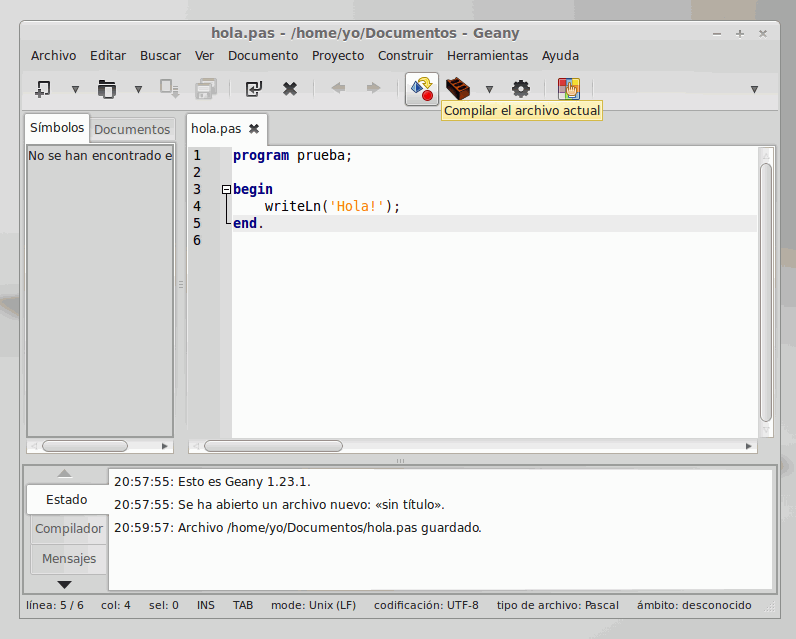 hola.pas - /home/yo/Documentos - Geany
Archivo Editar Buscar Ver Documento Proyecto Construir Herramientas Ayuda
Compilar el archivo actual
Símbolos Documentos
hola.pas
No se han encontrado e
1 program prueba;
2
3 begin
4 writeLn('Hola!');
5 end.
6
Estado
Compilador
Mensajes
20:57:55: Esto es Geany 1.23.1.
20:57:55: Se ha abierto un archivo nuevo: «sin título».
20:59:57: Archivo /home/yo/Documentos/hola.pas guardado.
línea: 5 / 6 col: 4 sel: 0 INS TAB mode: Unix (LF) codificación: UTF-8 tipo de archivo: Pascal ámbito: desconocido